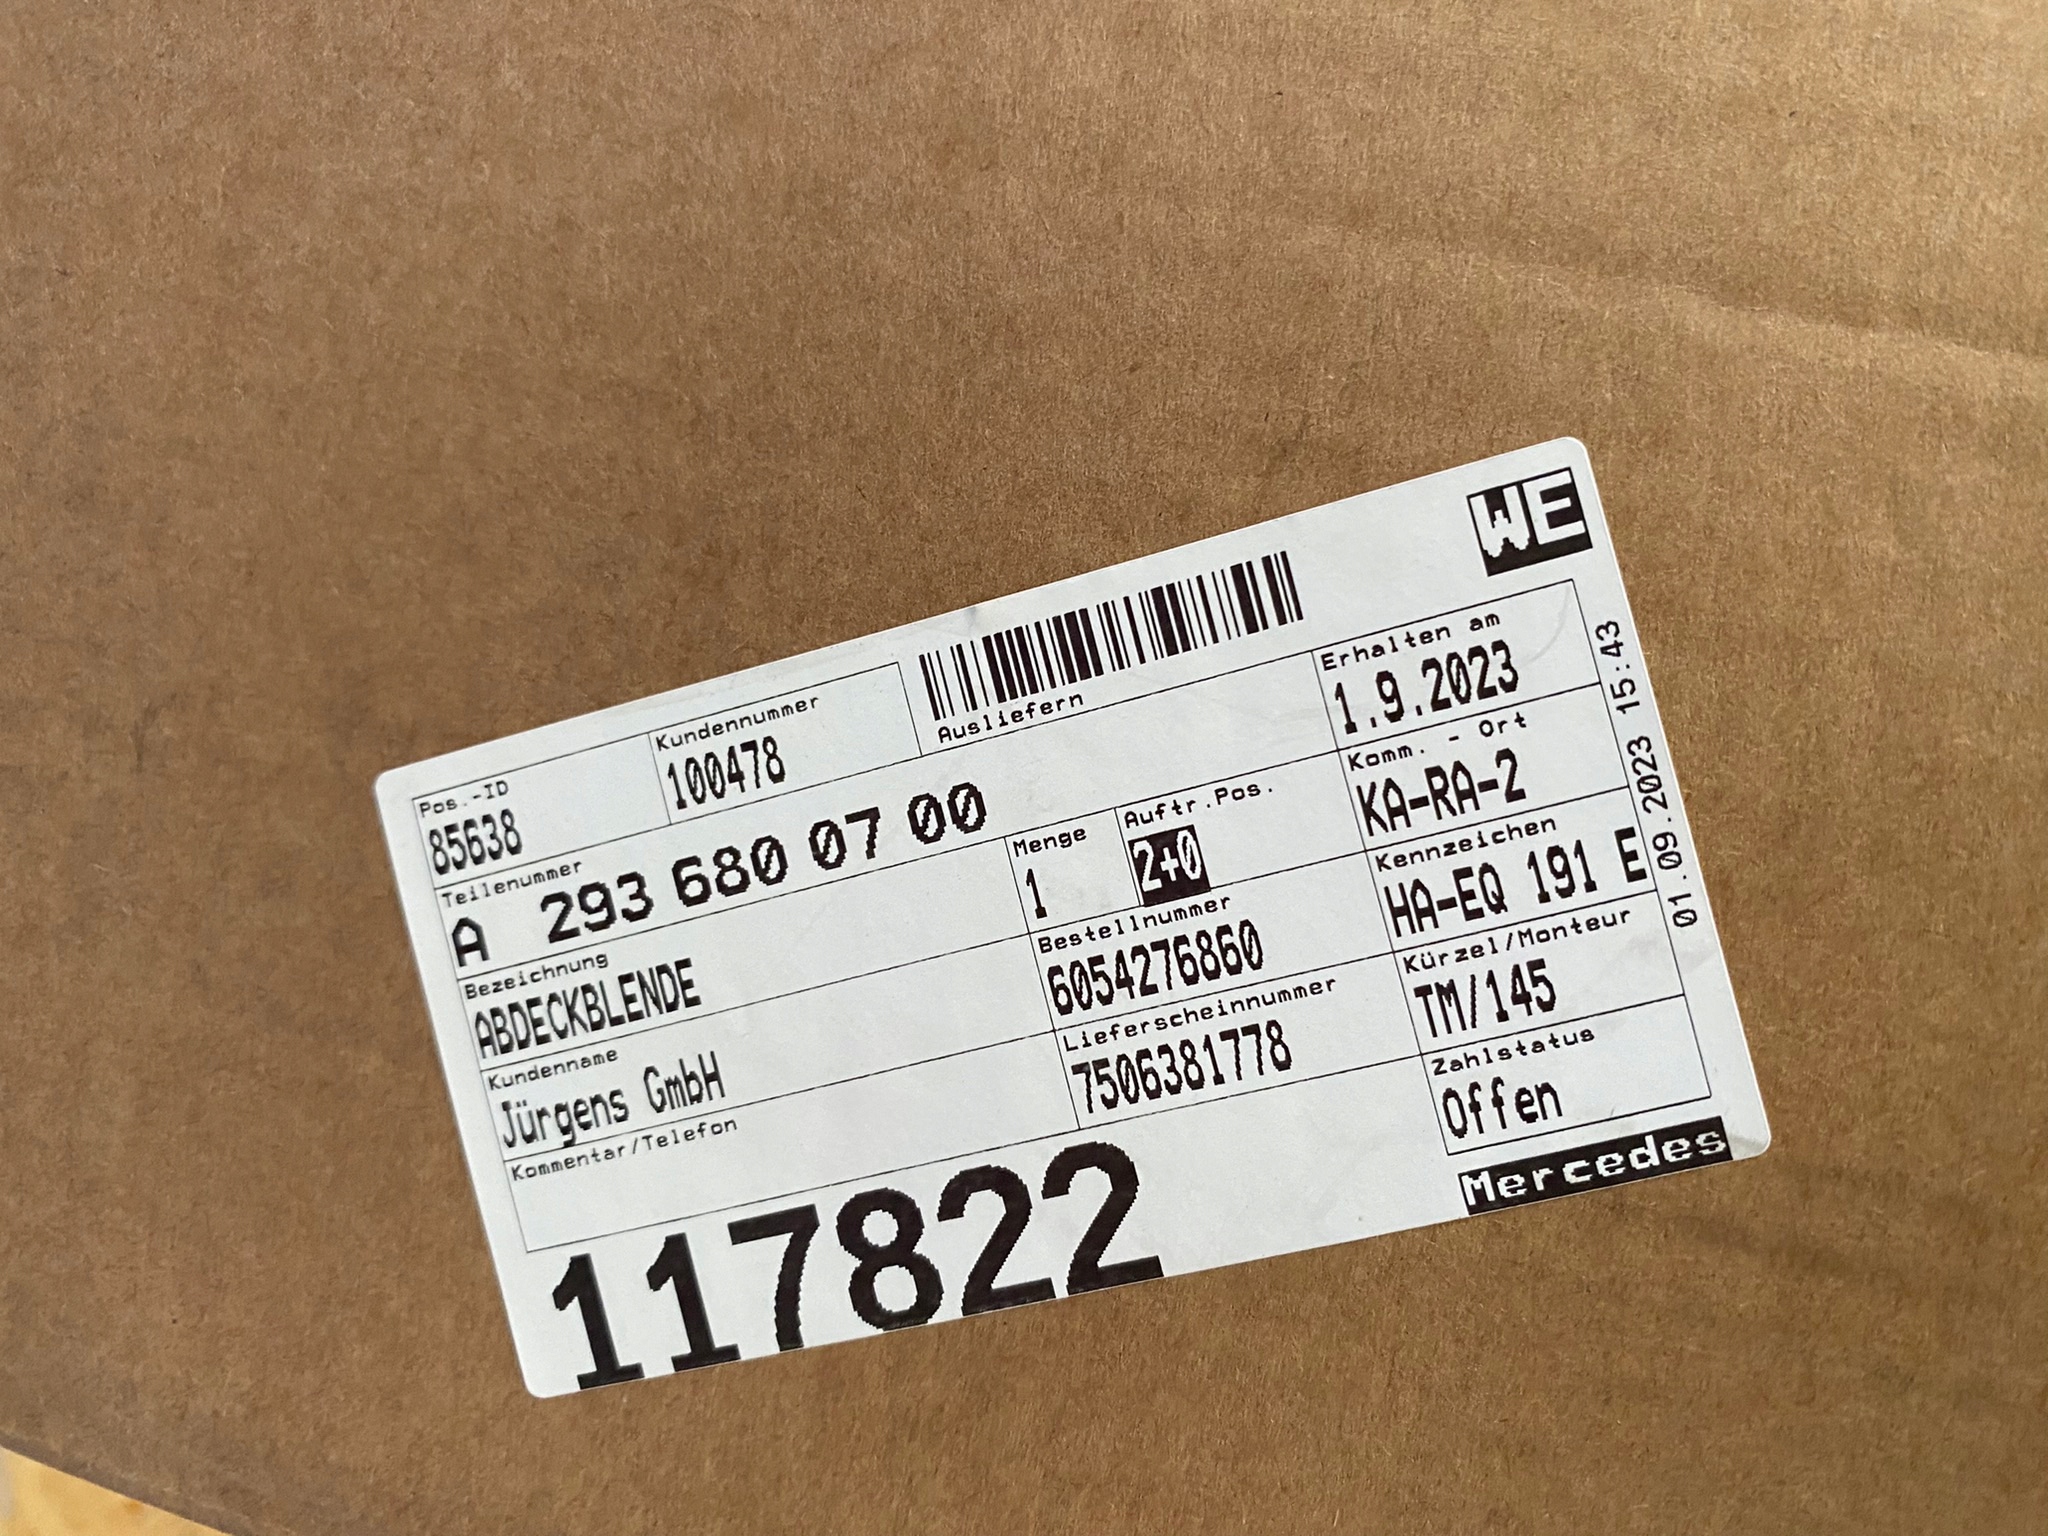 WE
Pos.-ID
85638
Kundennummer
100478
Ausliefern
Erhalten am
1.9.2023
Teilenummer
A 293 680 07 00
Komm. - Ort
KA-RA-2
Bezeichnung
ABDECKBLENDE
Menge
1
Auftr.Pos.
2+0
Kennzeichen
HA-EQ 191 E
Bestellnummer
6054276860
Kundenname
Jürgens GmbH
Kürzel/Monteur
TM/145
Lieferscheinnummer
7506381778
Kommentar/Telefon
Zahlstatus
Offen
117822
Mercedes
01.09.2023 15:43